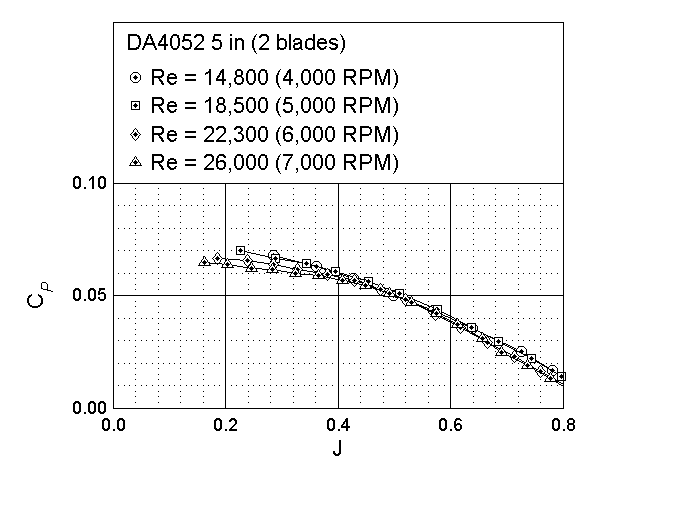 DA4052 5 in (2 blades)
Re = 14,800 (4,000 RPM)
Re = 18,500 (5,000 RPM)
Re = 22,300 (6,000 RPM)
Re = 26,000 (7,000 RPM)
0.10
0.05
0.00
C_P
0.0 0.2 0.4 0.6 0.8
J